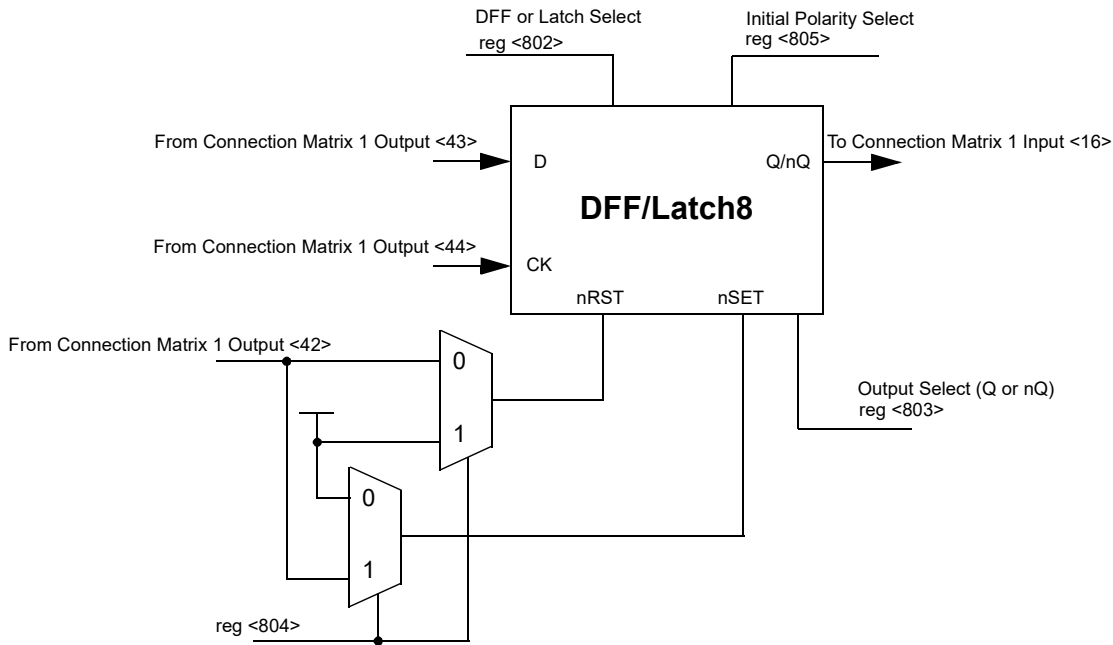 DFF or Latch Select
reg <802>
Initial Polarity Select
reg <805>
From Connection Matrix 1 Output <43>
D
Q/nQ
To Connection Matrix 1 Input <16>
DFF/Latch8
From Connection Matrix 1 Output <44>
CK
nRST
nSET
From Connection Matrix 1 Output <42>
0
1
Output Select (Q or nQ)
reg <803>
0
1
reg <804>